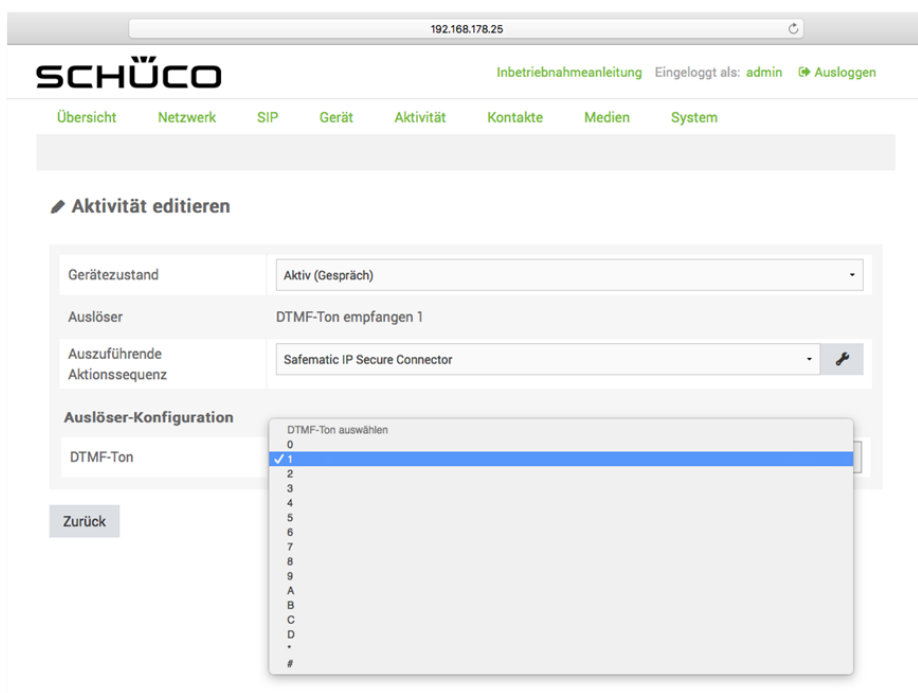 192.168.178.25
SCHÜCO
Inbetriebnahmeanleitung Eingeloggt als: admin Ausloggen
Übersicht Netzwerk SIP Gerät Aktivität Kontakte Medien System
Aktivität editieren
Gerätezustand Aktiv (Gespräch)
Auslöser DTMF-Ton empfangen 1
Auszuführende
Aktionssequenz
Safematic IP Secure Connector
Auslöser-Konfiguration
DTMF-Ton
DTMF-Ton auswählen
0
✓ 1
2
3
4
5
6
7
8
9
A
B
C
D
*
#
Zurück